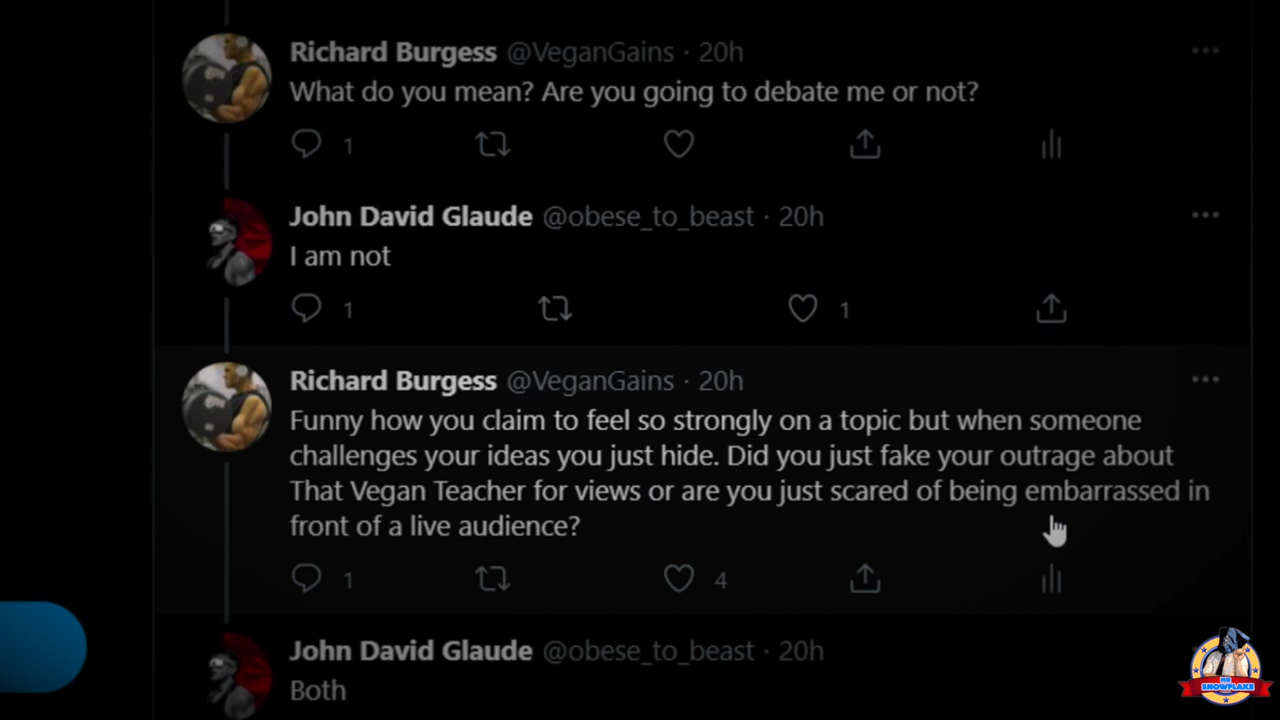 Richard Burgess @VeganGains · 20h
What do you mean? Are you going to debate me or not?
1
John David Glaude @obese_to_beast · 20h
I am not
1 1
Richard Burgess @VeganGains · 20h
Funny how you claim to feel so strongly on a topic but when someone
challenges your ideas you just hide. Did you just fake your outrage about
That Vegan Teacher for views or are you just scared of being embarrassed in
front of a live audience?
1 4
John David Glaude @obese_to_beast · 20h
Both
MR
SNOWFLAKE